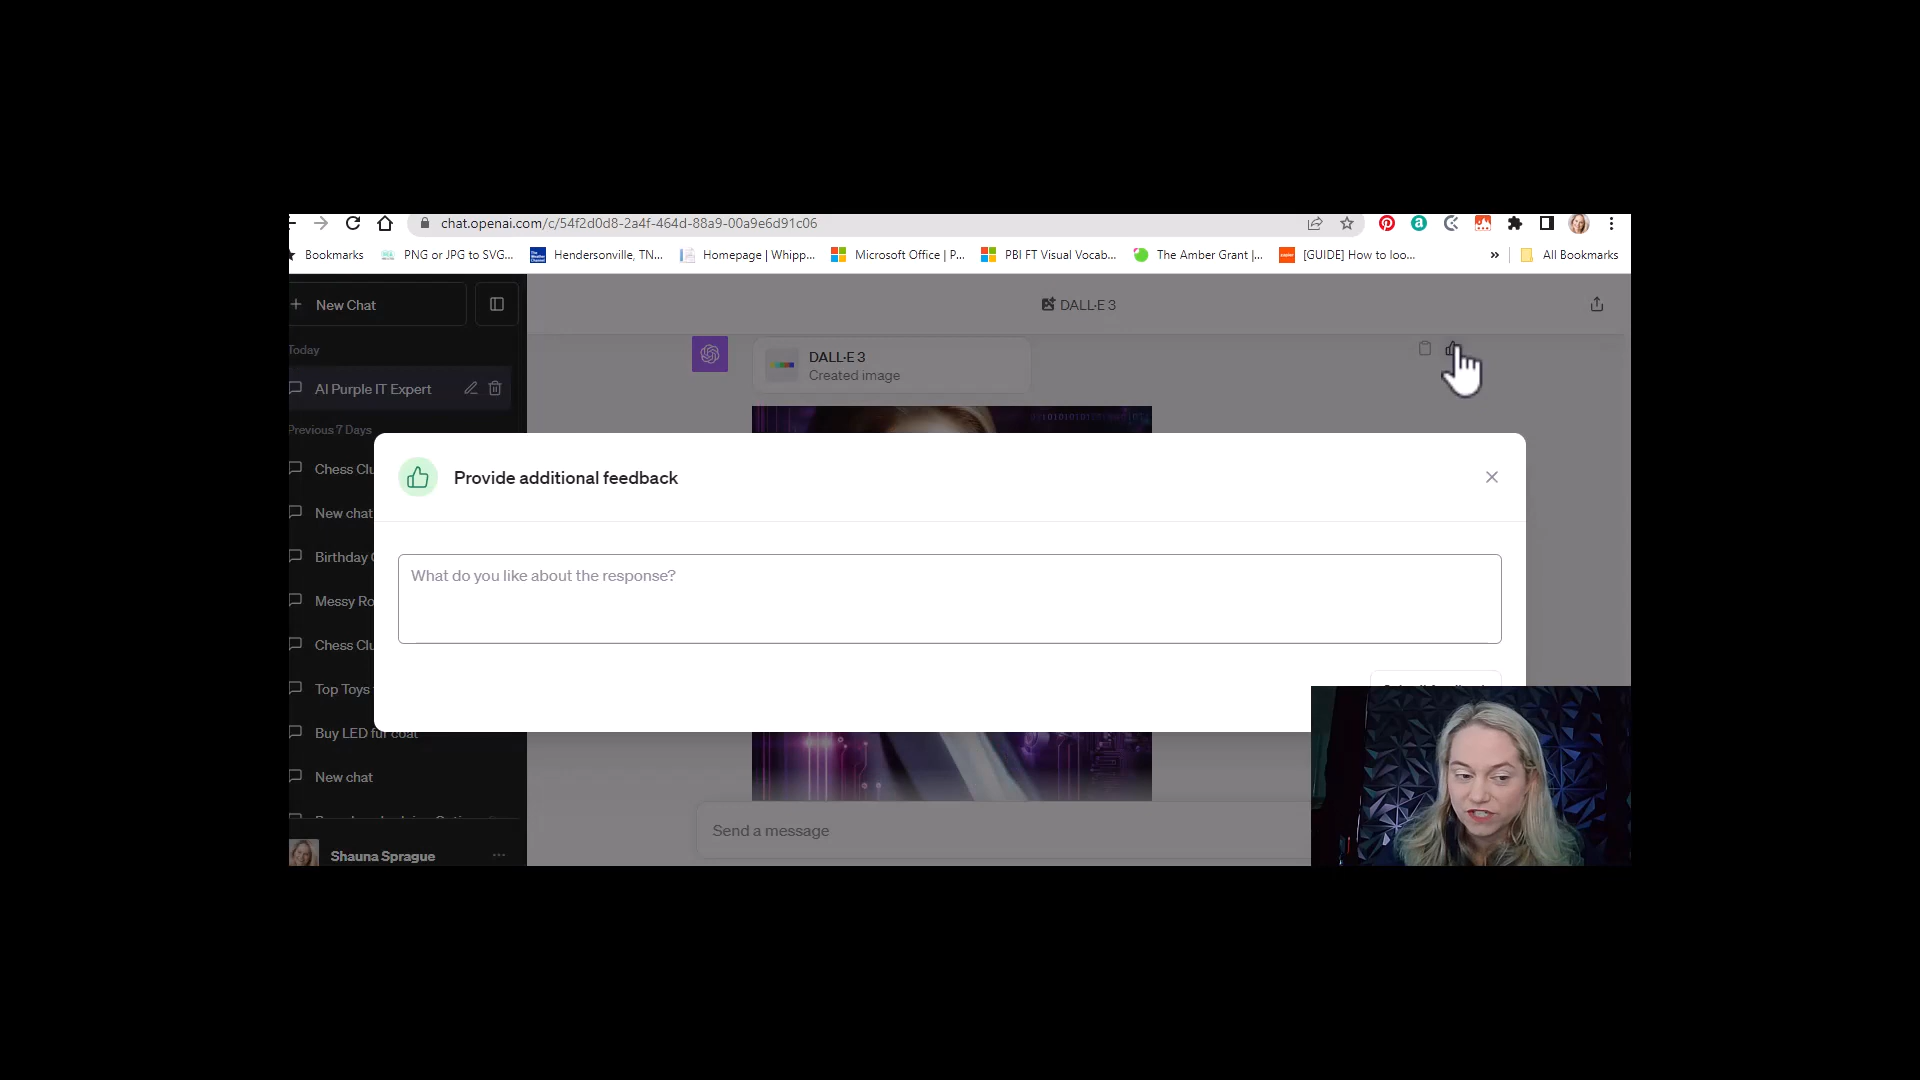 chat.openai.com/c/54f2d0d8-2a4f-464d-88a9-00a9e6d91c06
Bookmarks PNG or JPG to SVG... Hendersonville, TN... Homepage | Whipp... Microsoft Office | P... PBI FT Visual Vocab... The Amber Grant |... [GUIDE] How to loo... » All Bookmarks
New Chat
DALL·E 3
Today
DALL·E 3
Created image
AI Purple IT Expert
Previous 7 Days
Chess Clu
Provide additional feedback
New chat
Birthday
What do you like about the response?
Messy Ro
Chess Clu
Top Toys
Buy LED fur coat
New chat
Send a message
Shauna Sprague